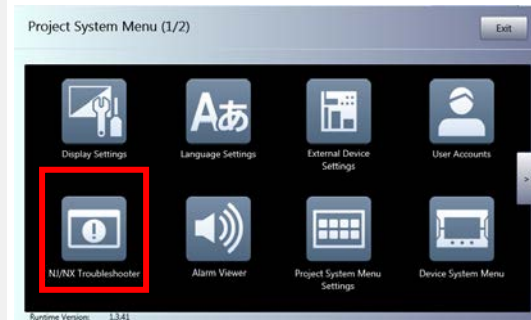 Project System Menu (1/2)
Exit
Aあ
Display Settings
Language Settings
External Device
Settings
User Accounts
>
NJ/NX Troubleshooter
Alarm Viewer
Project System Menu
Settings
Device System Menu
Runtime Version: 1.3.41